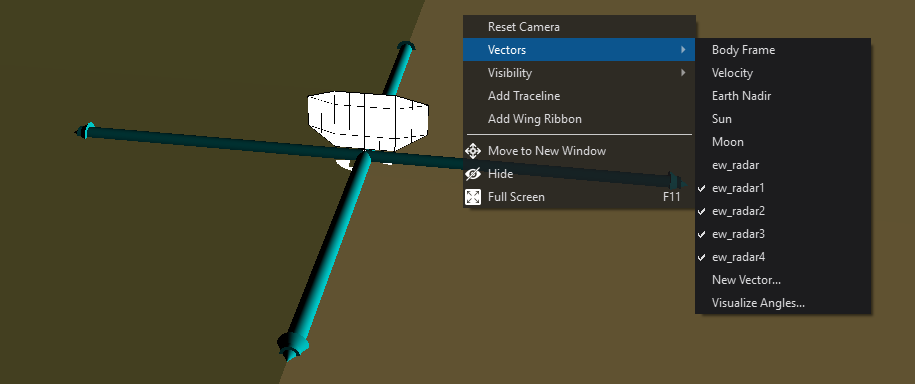 Reset Camera
Vectors
Visibility
Add Traceline
Add Wing Ribbon
Move to New Window
Hide
Full Screen F11
Body Frame
Velocity
Earth Nadir
Sun
Moon
ew_radar
ew_radar1
ew_radar2
ew_radar3
ew_radar4
New Vector...
Visualize Angles...